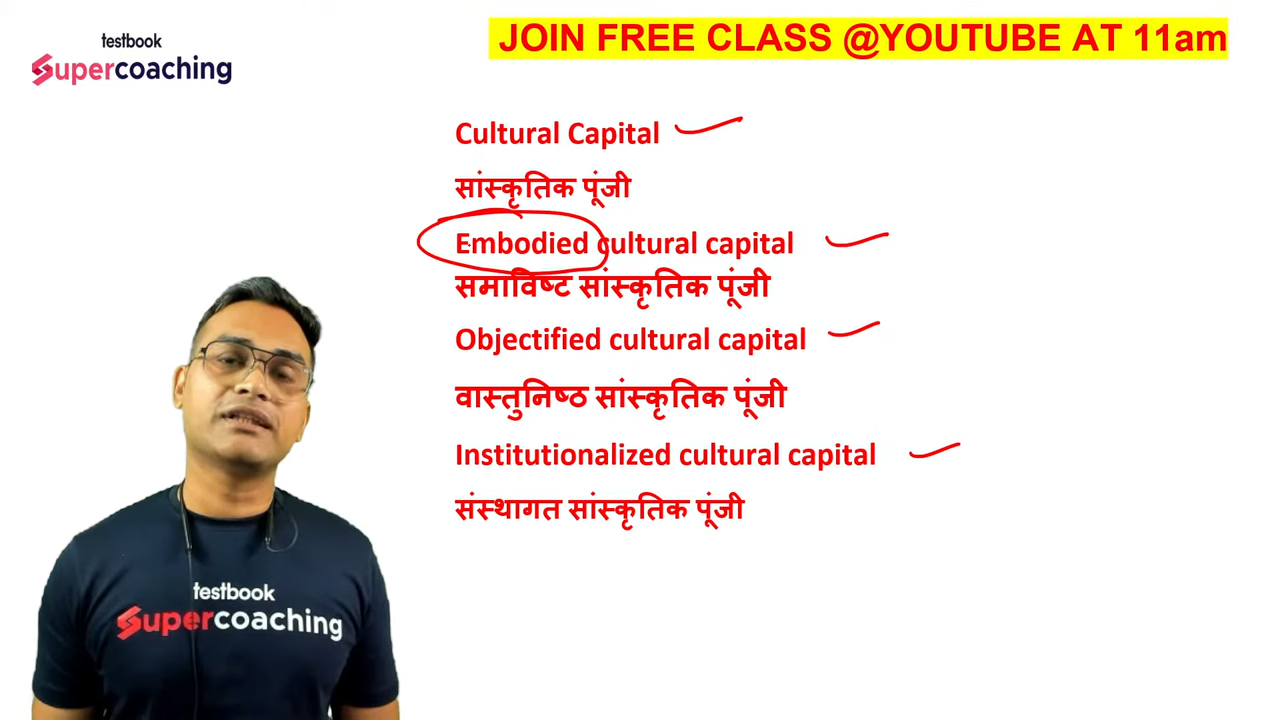 testbook
Supercoaching
JOIN FREE CLASS @YOUTUBE AT 11am
Cultural Capital
सांस्कृतिक पूंजी
Embodied cultural capital
समाविष्ट सांस्कृतिक पूंजी
Objectified cultural capital
वास्तुनिष्ठ सांस्कृतिक पूंजी
Institutionalized cultural capital
संस्थागत सांस्कृतिक पूंजी
testbook
Supercoaching